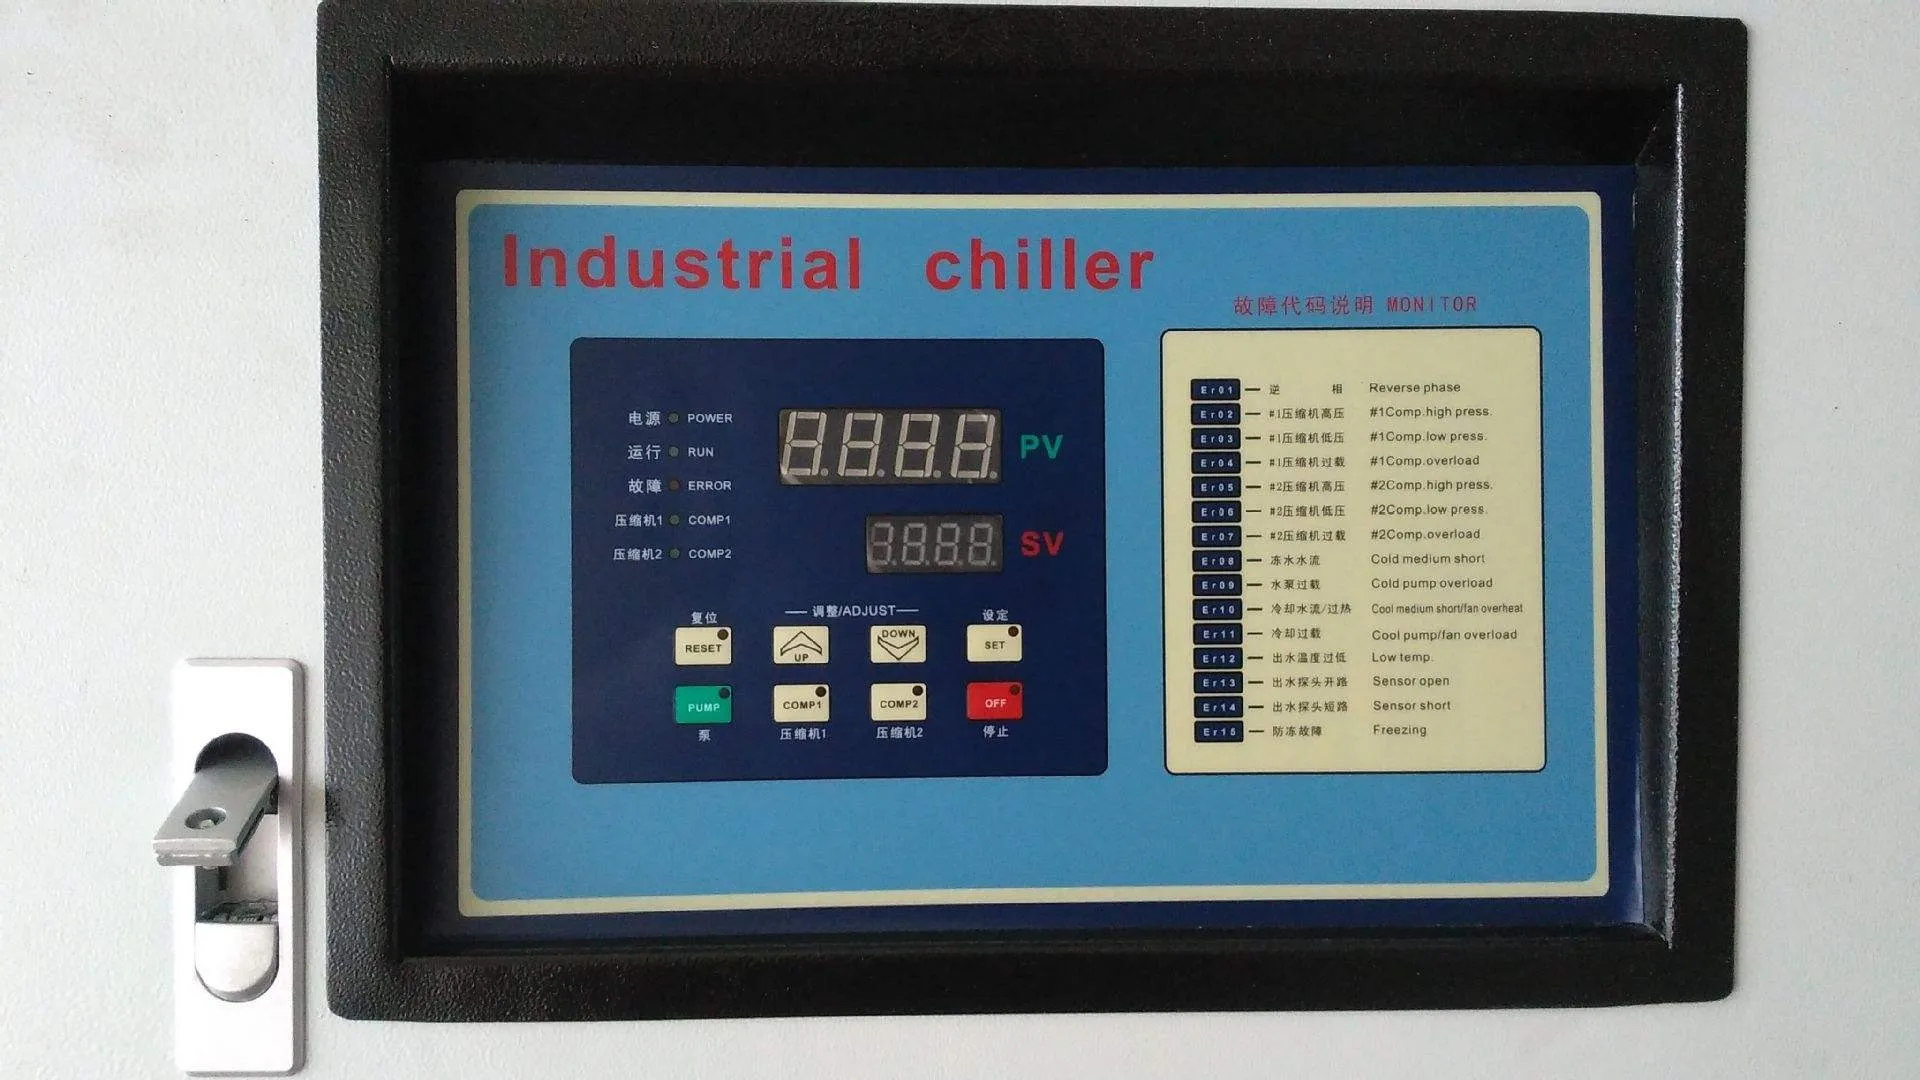 Industrial chiller
故障代码说明 MONITOR
电源 POWER
运行 RUN
故障 ERROR
压缩机1 COMP1
压缩机2 COMP2
PV
SV
复位
调整/ADJUST
设定
RESET
UP
DOWN
SET
PUMP
COMP1
COMP2
OFF
泵
压缩机1
压缩机2
停止
Er01 — 逆 相 Reverse phase
Er02 — #1压缩机高压 #1Comp.high press.
Er03 — #1压缩机低压 #1Comp.low press.
Er04 — #1压缩机过载 #1Comp.overload
Er05 — #2压缩机高压 #2Comp.high press.
Er06 — #2压缩机低压 #2Comp.low press.
Er07 — #2压缩机过载 #2Comp.overload
Er08 — 冻水水流 Cold medium short
Er09 — 水泵过载 Cold pump overload
Er10 — 冷却水流/过热 Cool medium short/fan overheat
Er11 — 冷却过载 Cool pump/fan overload
Er12 — 出水温度过低 Low temp.
Er13 — 出水探头开路 Sensor open
Er14 — 出水探头短路 Sensor short
Er15 — 防冻故障 Freezing